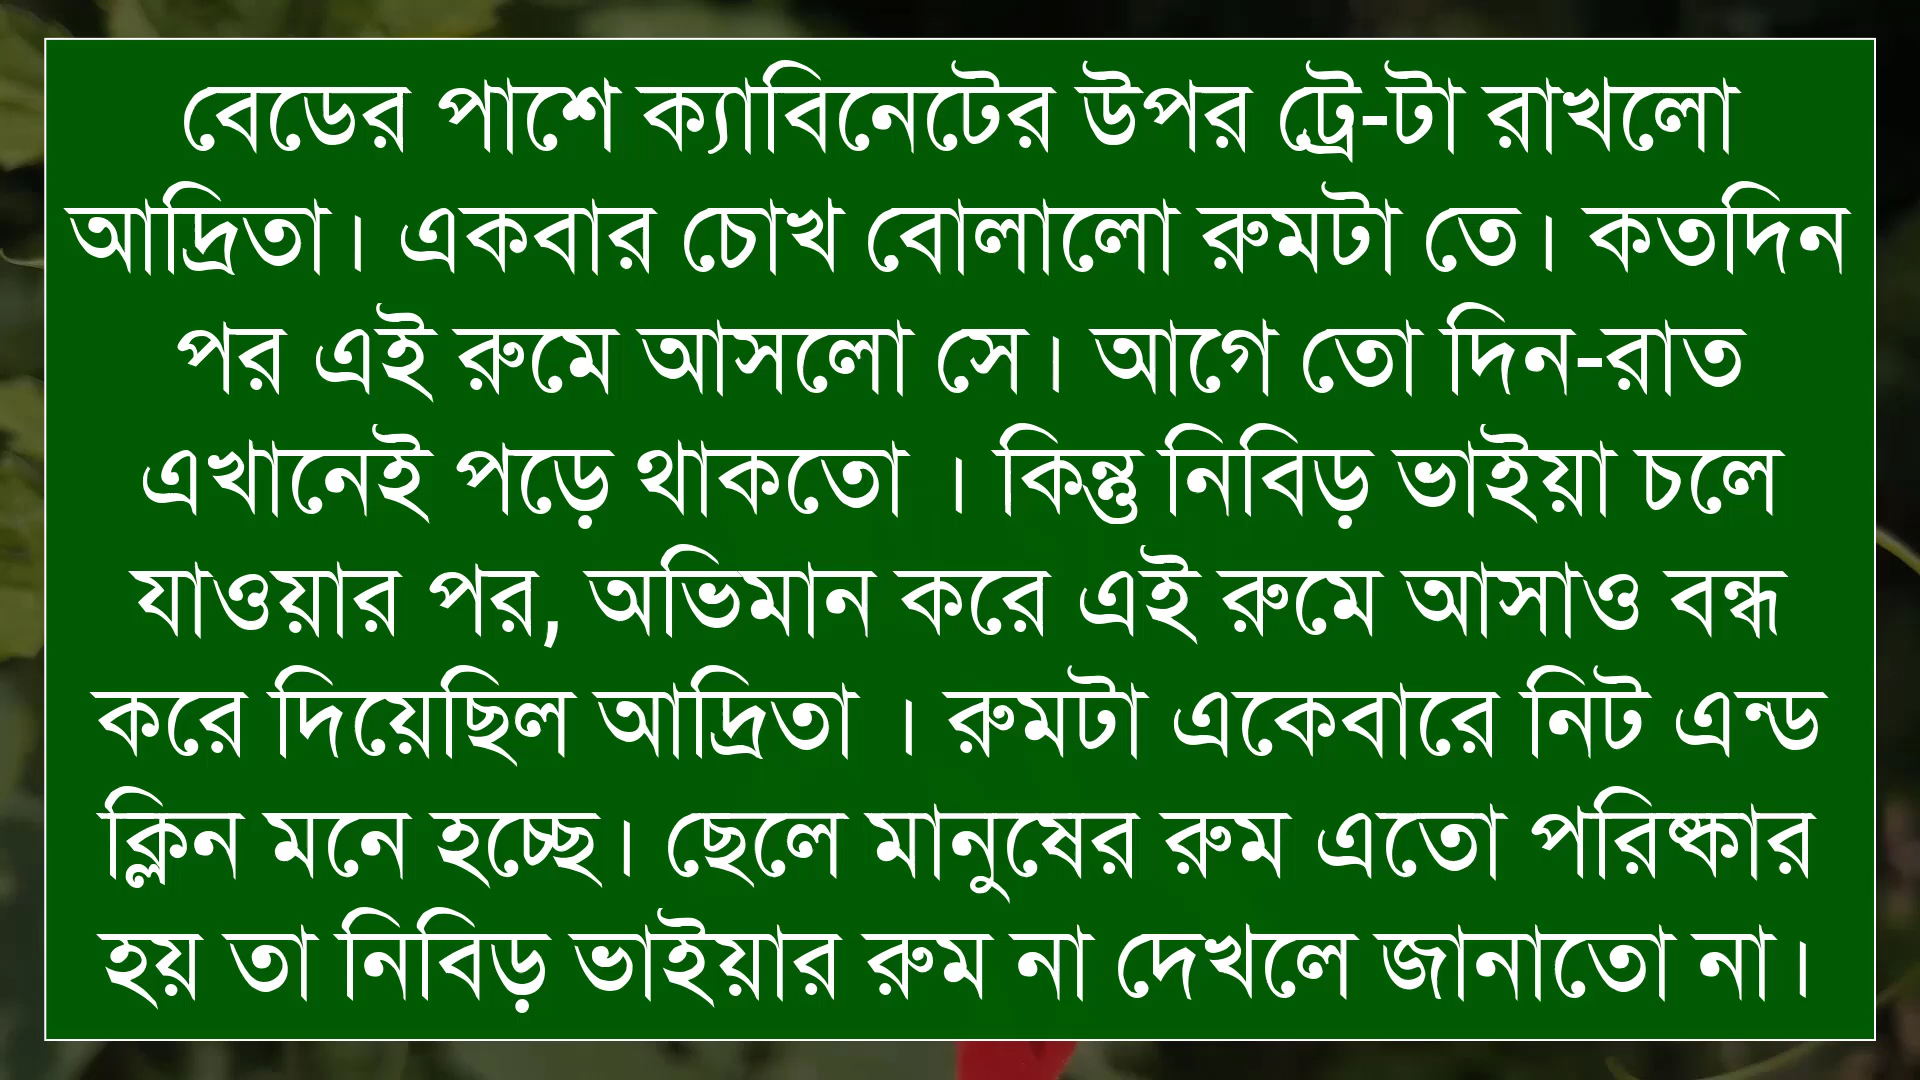 বেডের পাশে ক্যাবিনেটের উপর ট্রে-টা রাখলো
আদ্রিতা। একবার চোখ বোলালো রুমটা তে। কতদিন
পর এই রুমে আসলো সে। আগে তো দিন-রাত
এখানেই পড়ে থাকতো । কিন্তু নিবিড় ভাইয়া চলে
যাওয়ার পর, অভিমান করে এই রুমে আসাও বন্ধ
করে দিয়েছিল আদ্রিতা । রুমটা একেবারে নিট এন্ড
ক্লিন মনে হচ্ছে। ছেলে মানুষের রুম এতো পরিষ্কার
হয় তা নিবিড় ভাইয়ার রুম না দেখলে জানাতো না।